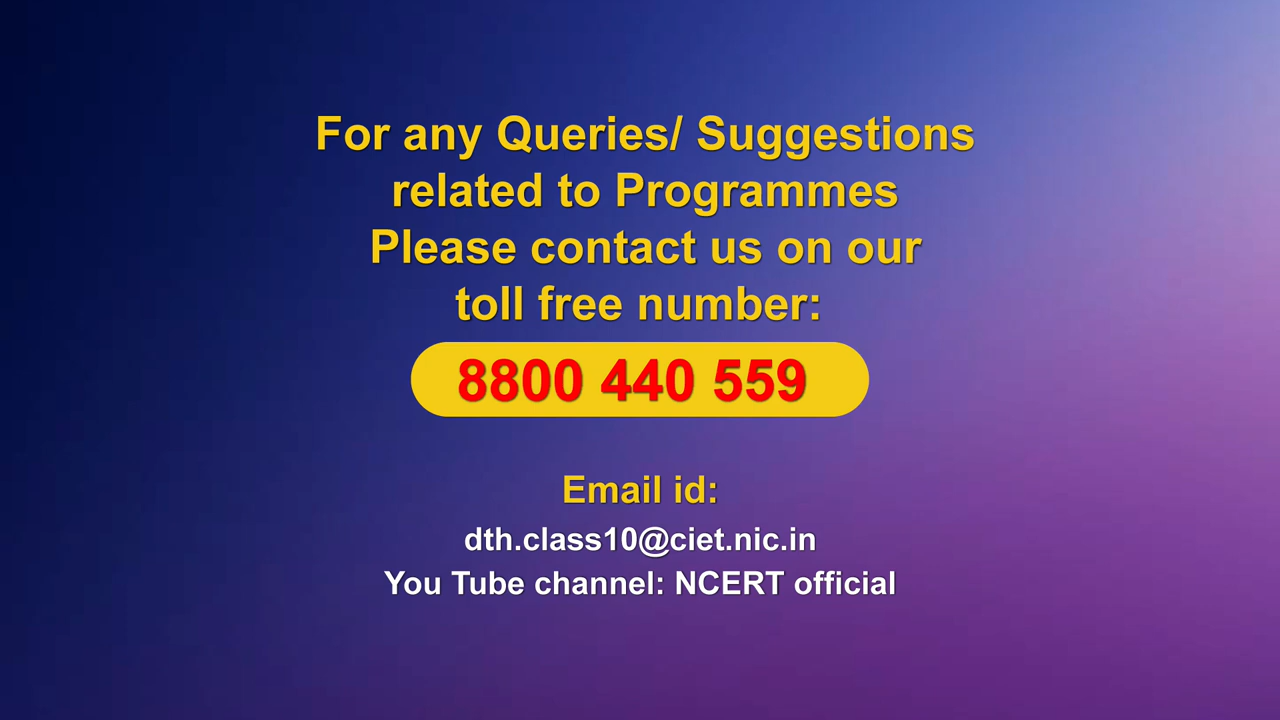 For any Queries/ Suggestions
related to Programmes
Please contact us on our
toll free number:
8800 440 559
Email id:
dth.class10@ciet.nic.in
You Tube channel: NCERT official